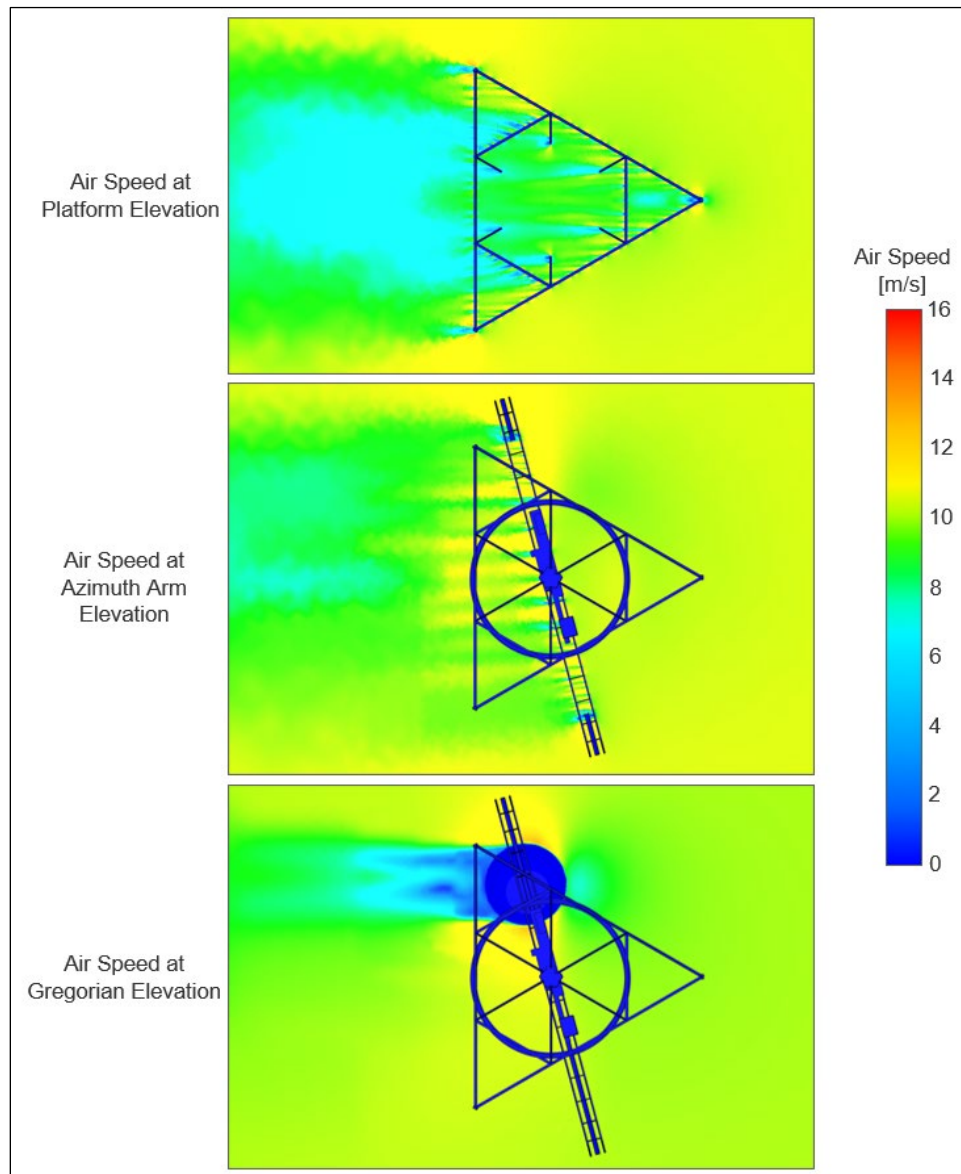 Air Speed at
Platform Elevation
Air Speed
[m/s]
16
14
12
10
8
6
4
2
0
Air Speed at
Azimuth Arm
Elevation
Air Speed at
Gregorian Elevation